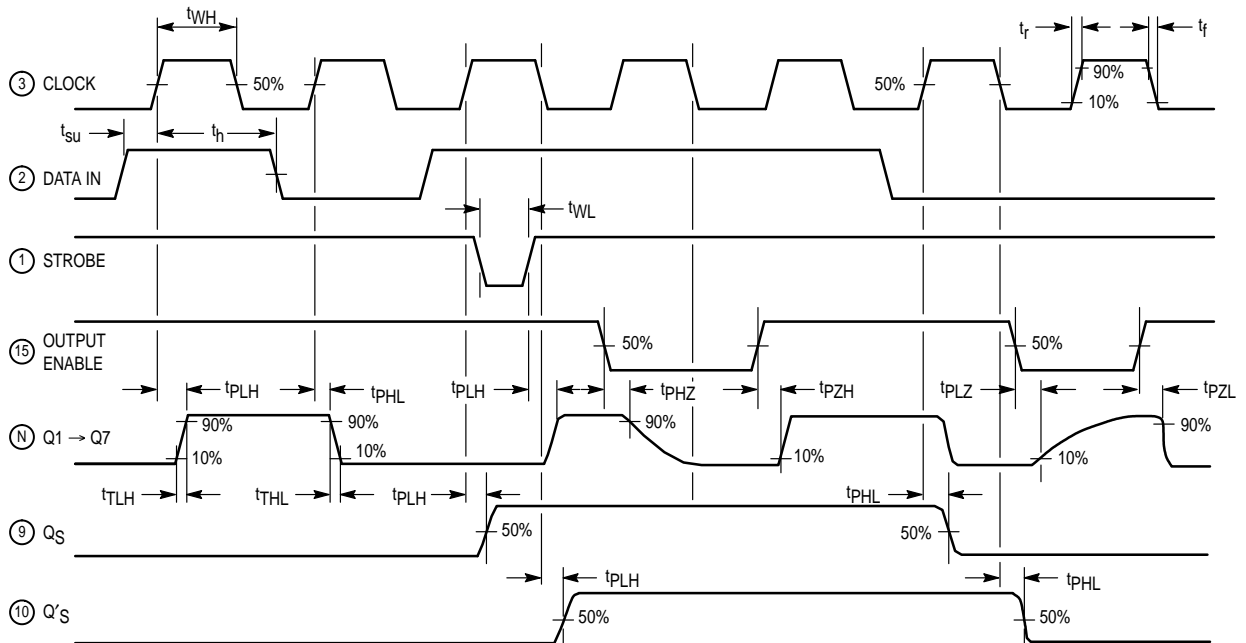 tWH
tr
tf
3 CLOCK
50%
50%
90%
10%
tsu
th
2 DATA IN
tWL
1 STROBE
15 OUTPUT
ENABLE
50%
50%
tPLH
tPHL
tPLH
tPHZ
tPZH
tPLZ
tPZL
N Q1 → Q7
90%
90%
90%
90%
10%
10%
10%
10%
tTLH
tTHL
tPLH
tPHL
9 QS
50%
50%
tPLH
tPHL
10 Q′S
50%
50%